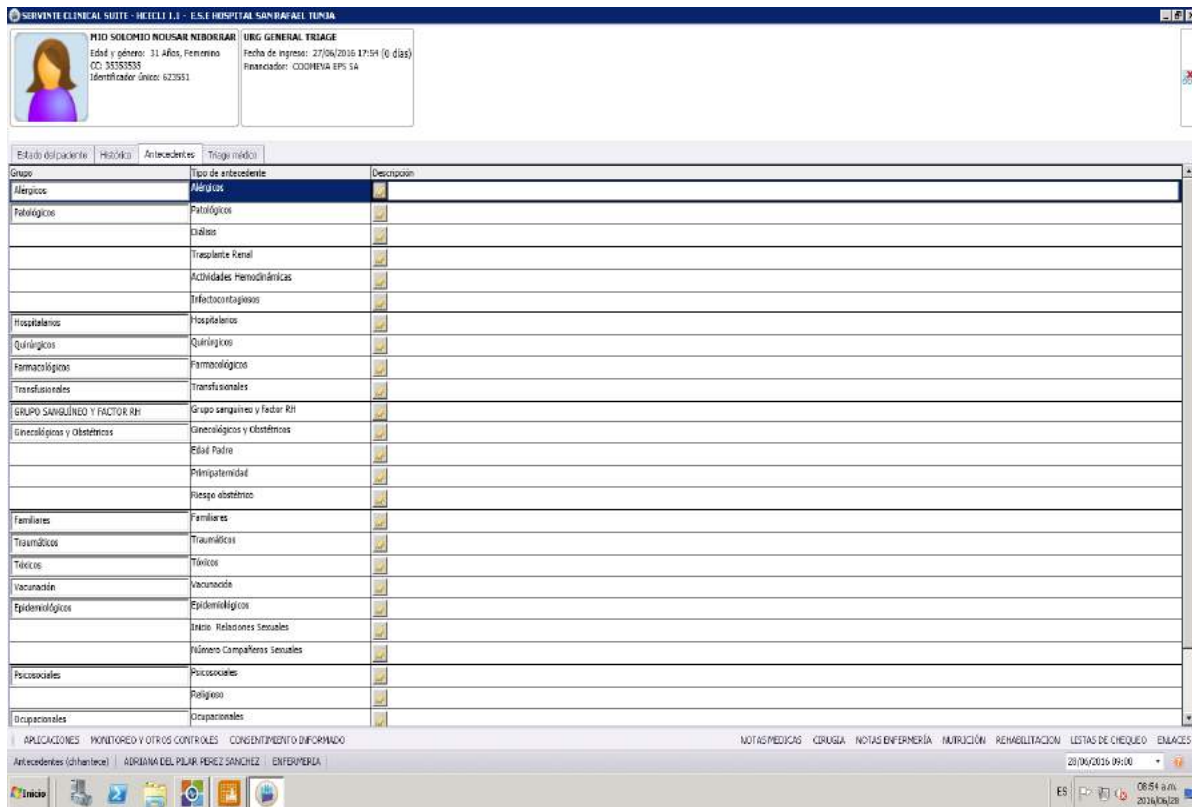 SERVINTE CLINICAL SUITE - HCECLI 1.1 - E.S.E HOSPITAL SAN RAFAEL TUNJA
MIO SOLOMIO NOUSAR NIBORRAR
Edad y género: 31 Años, Femenino
CC: 35353535
Identificador único: 623551
URG GENERAL TRIAGE
Fecha de ingreso: 27/06/2016 17:54 (0 días)
Financiador: COOMEVA EPS SA
Estado del paciente Histórico Antecedentes Triage médico
Grupo Tipo de antecedente Descripción
Alérgicos Alérgicos
Patológicos Patológicos
Diálisis
Trasplante Renal
Actividades Hemodinámicas
Infectocontagiosos
Hospitalarios Hospitalarios
Quirúrgicos Quirúrgicos
Farmacológicos Farmacológicos
Transfusionales Transfusionales
GRUPO SANGUÍNEO Y FACTOR RH Grupo sanguíneo y factor RH
Ginecológicos y Obstétricos Ginecológicos y Obstétricos
Edad Padre
Primipaternidad
Riesgo obstétrico
Familiares Familiares
Traumáticos Traumáticos
Tóxicos Tóxicos
Vacunación Vacunación
Epidemiológicos Epidemiológicos
Inicio Relaciones Sexuales
Número Compañeros Sexuales
Psicosociales Psicosociales
Religioso
Ocupacionales Ocupacionales
APLICACIONES MONITOREO Y OTROS CONTROLES CONSENTIMIENTO INFORMADO NOTAS MEDICAS CIRUGIA NOTAS ENFERMERÍA NUTRICIÓN REHABILITACION LISTAS DE CHEQUEO ENLACES
Antecedentes (chhantece) ADRIANA DEL PILAR PEREZ SANCHEZ ENFERMERIA 28/06/2016 09:00
Inicio ES 08:54 a.m.
2016/06/28